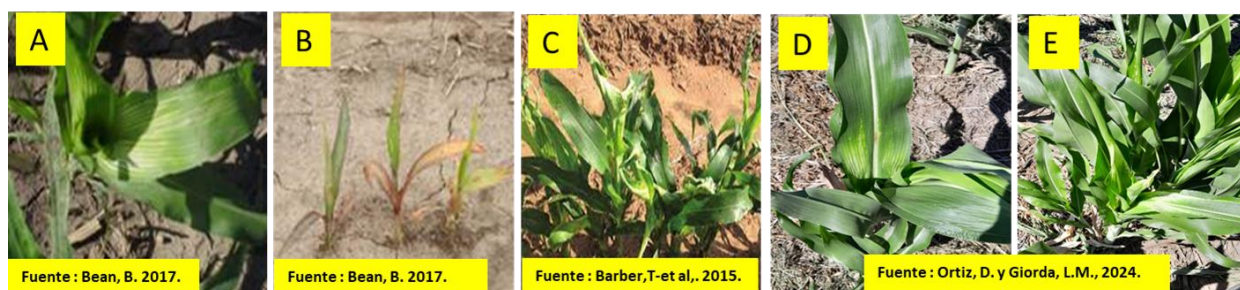 A
B
C
D
E
Fuente : Bean, B. 2017.
Fuente : Bean, B. 2017.
Fuente : Barber,T-et al,. 2015.
Fuente : Ortiz, D. y Giorda, L.M., 2024.